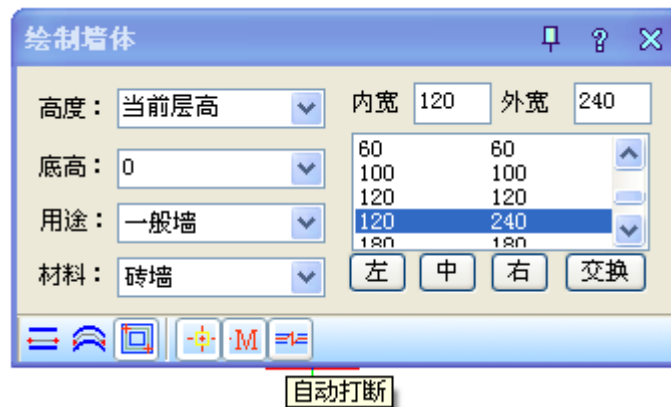 绘制墙体
高度： 当前层高 内宽 120 外宽 240
底高： 0
用途： 一般墙
材料： 砖墙
60 60
100 100
120 120
120 240
180 180
左 中 右 交换
M
自动打断